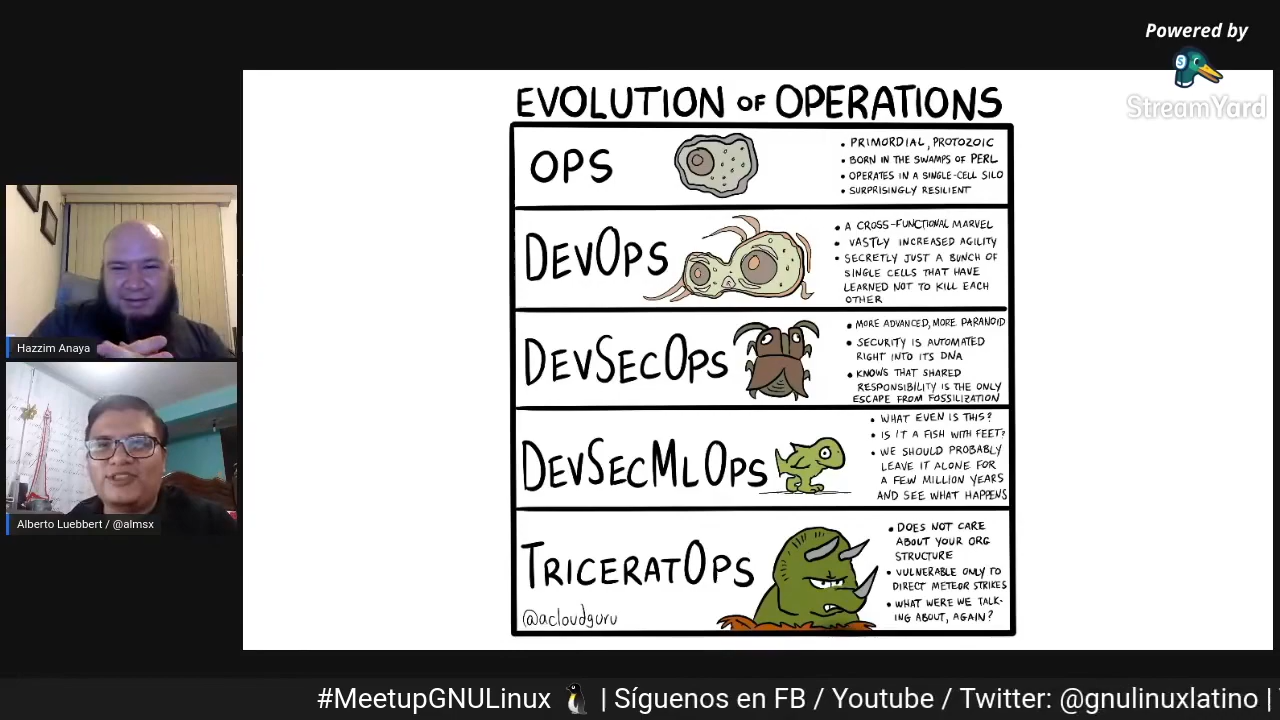 Powered by
StreamYard
EVOLUTION OF OPERATIONS
OPS
• PRIMORDIAL, PROTOZOIC
• BORN IN THE SWAMPS OF PERL
• OPERATES IN A SINGLE-CELL SILO
• SURPRISINGLY RESILIENT
DEVOPS
• A CROSS-FUNCTIONAL MARVEL
• VASTLY INCREASED AGILITY
• SECRETLY JUST A BUNCH OF
SINGLE CELLS THAT HAVE
LEARNED NOT TO KILL EACH
OTHER
DEVSECOPS
• MORE ADVANCED, MORE PARANOID
• SECURITY IS AUTOMATED
RIGHT INTO ITS DNA
• KNOWS THAT SHARED
RESPONSIBILITY IS THE ONLY
ESCAPE FROM FOSSILIZATION
DEVSECMLOPS
• WHAT EVEN IS THIS?
• IS IT A FISH WITH FEET?
• WE SHOULD PROBABLY
LEAVE IT ALONE FOR
A FEW MILLION YEARS
AND SEE WHAT HAPPENS
TRICERATOPS
• DOES NOT CARE
ABOUT YOUR ORG
STRUCTURE
• VULNERABLE ONLY TO
DIRECT METEOR STRIKES
• WHAT WERE WE TALK-
ING ABOUT, AGAIN?
@acloudguru
Hazzim Anaya
Alberto Luebbert / @almsx
#MeetupGNULinux 🐧 | Síguenos en FB / Youtube / Twitter: @gnulinuxlatino |